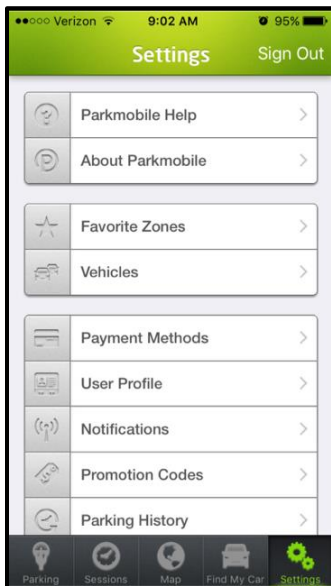 Verizon 9:02 AM 95%
Settings Sign Out
Parkmobile Help
About Parkmobile
Favorite Zones
Vehicles
Payment Methods
User Profile
Notifications
Promotion Codes
Parking History
Parking Sessions Map Find My Car Settings